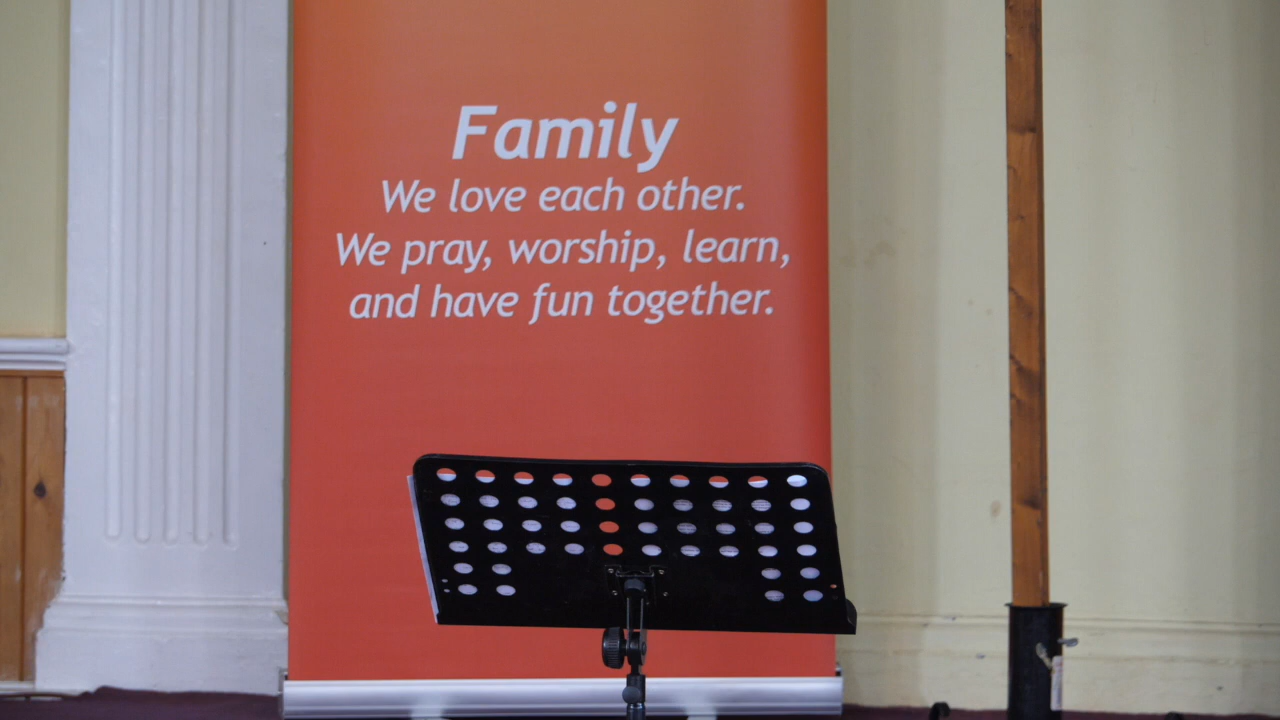 Family
We love each other.
We pray, worship, learn,
and have fun together.